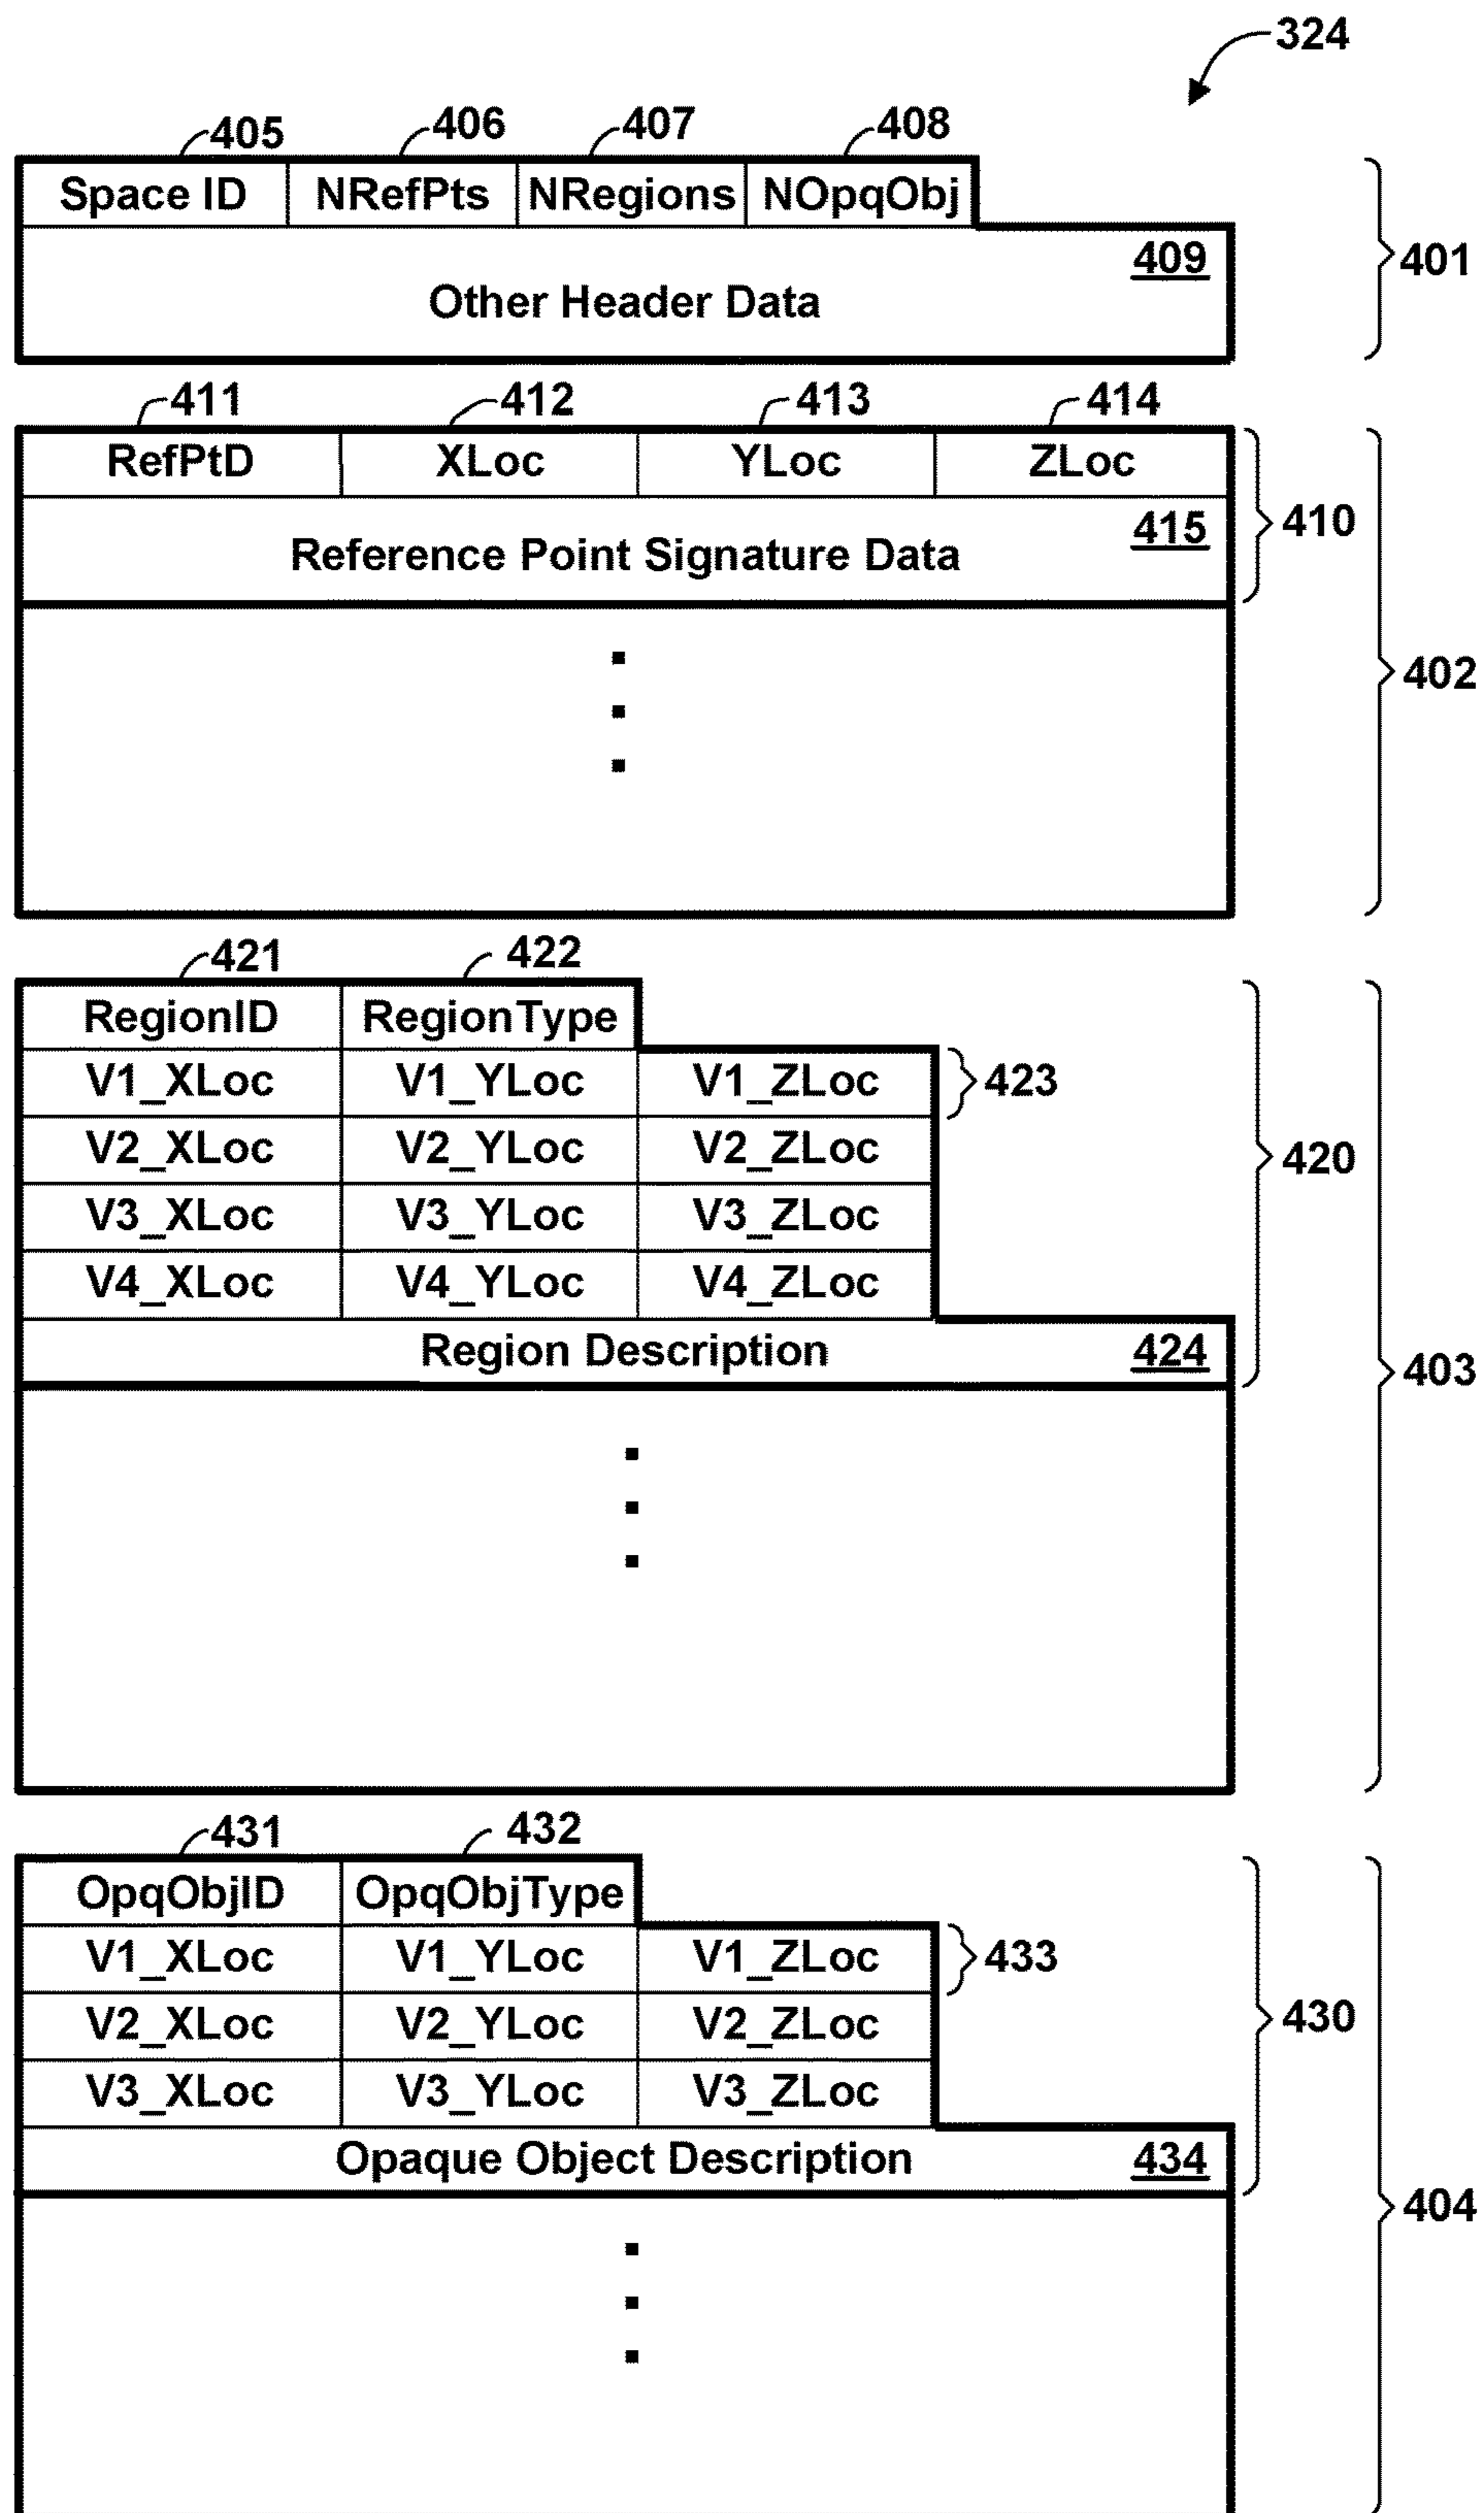 324
405 406 407 408
Space ID NRefPts NRegions NOpqObj
409
401
Other Header Data
411 412 413 414
RefPtD XLoc YLoc ZLoc
415
410
Reference Point Signature Data
402
421 422
RegionID RegionType
V1_XLoc V1_YLoc V1_ZLoc 423
V2_XLoc V2_YLoc V2_ZLoc 420
V3_XLoc V3_YLoc V3_ZLoc
V4_XLoc V4_YLoc V4_ZLoc
Region Description 424
403
431 432
OpqObjID OpqObjType
V1_XLoc V1_YLoc V1_ZLoc 433
V2_XLoc V2_YLoc V2_ZLoc 430
V3_XLoc V3_YLoc V3_ZLoc
Opaque Object Description 434
404